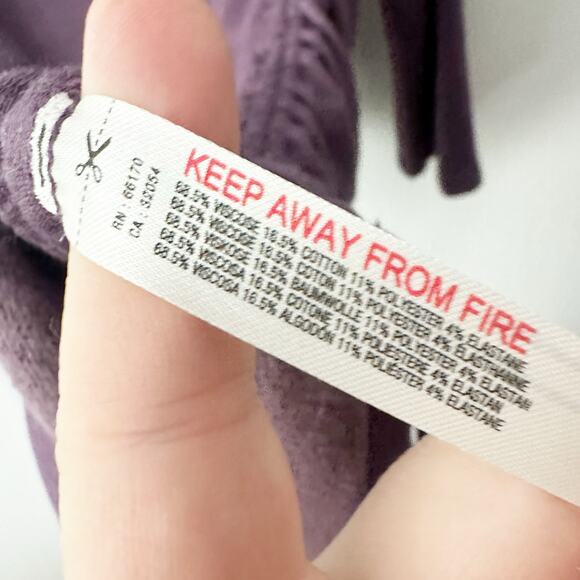 RN : 66170
CA : 32054
KEEP AWAY FROM FIRE
68.5% VISCOSE 16.5% COTTON 11% POLYESTER 4% ELASTANE
68.5% VISCOSE 16.5% COTON 11% POLYESTER 4% ELASTHANNE
68.5% VISKOSE 16.5% BAUMWOLLE 11% POLYESTER 4% ELASTAN
68.5% VISCOSA 16.5% COTONE 11% POLIESTERE 4% ELASTAN
68.5% VISCOSA 16.5% ALGODON 11% POLIESTER 4% ELASTANE